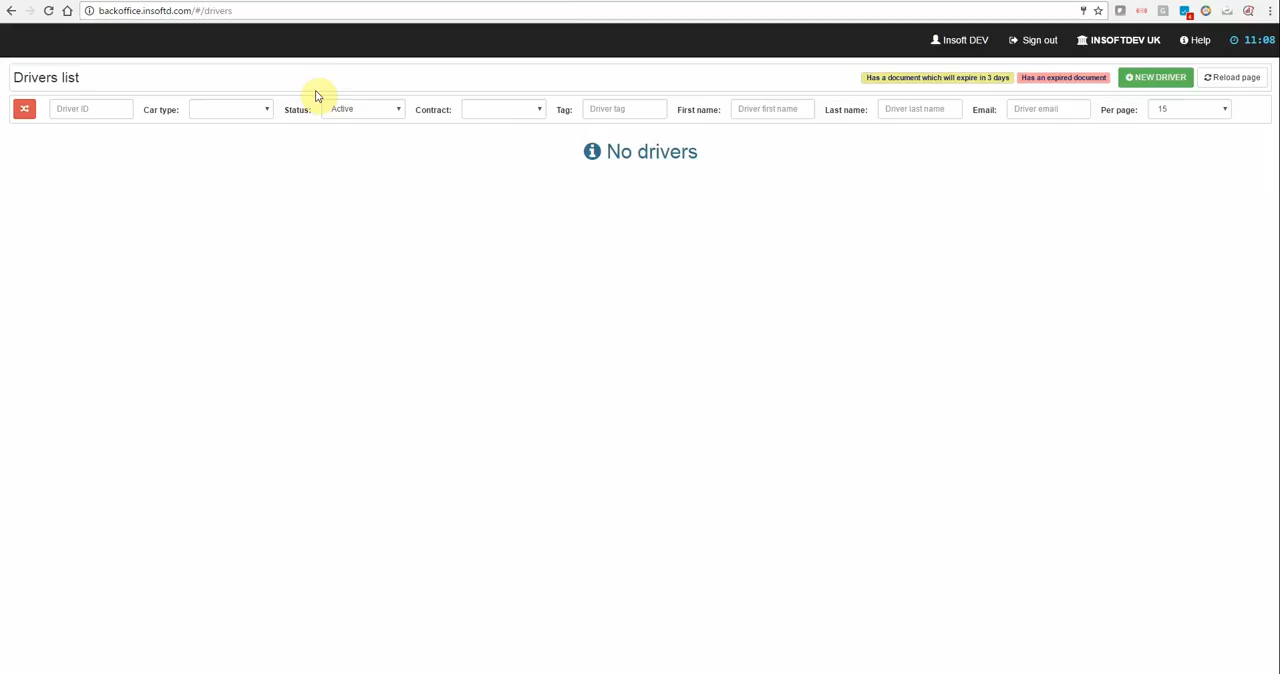 backoffice.insoftd.com/#/drivers
4
Insoft DEV Sign out INSOFTDEV UK Help 11:08
Drivers list Has a document which will expire in 3 days Has an expired document NEW DRIVER Reload page
Driver ID Car type: Status: Active Contract: Tag: Driver tag First name: Driver first name Last name: Driver last name Email: Driver email Per page: 15
No drivers